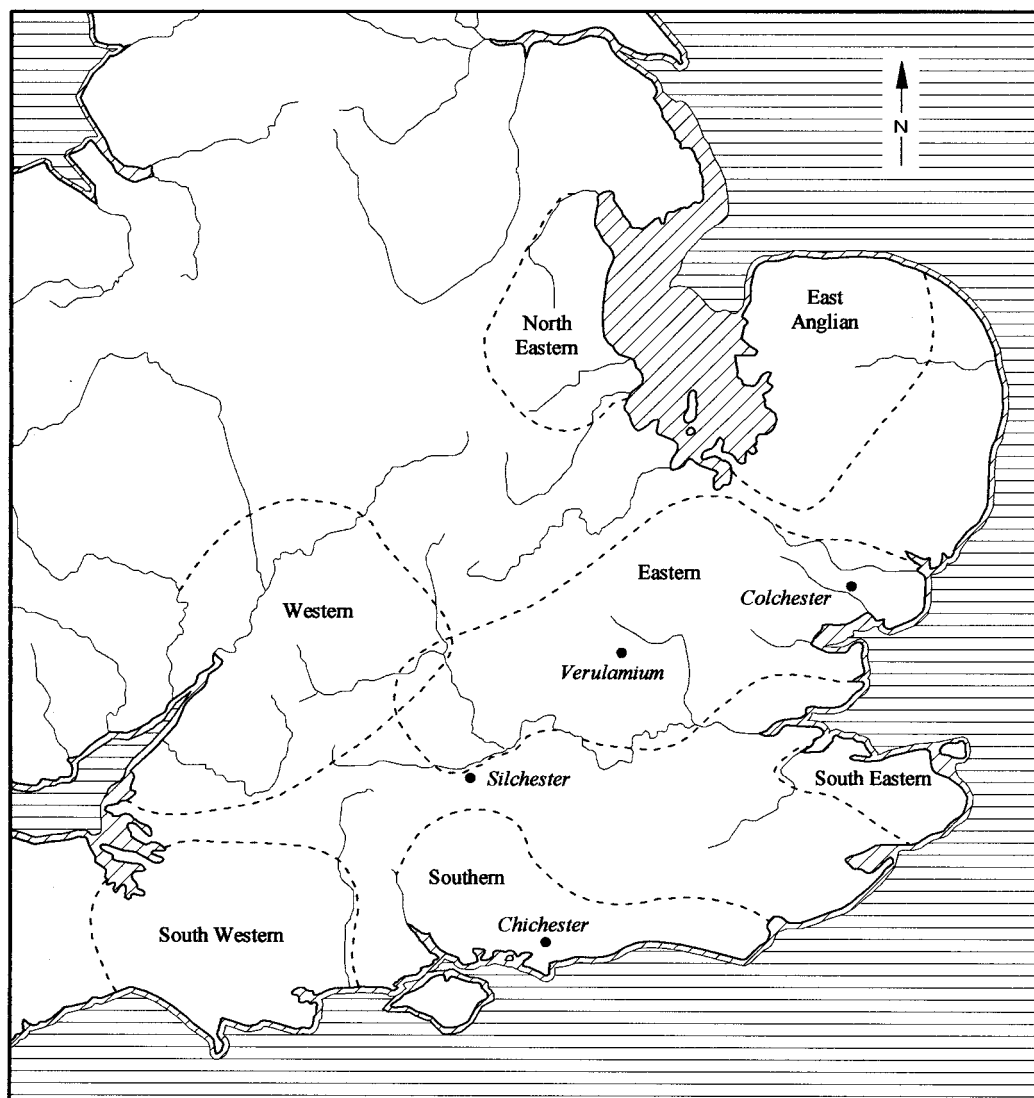 N
East
Anglian
North
Eastern
Eastern
Colchester
Western
Verulamium
Silchester
South
Eastern
Southern
Chichester
South Western